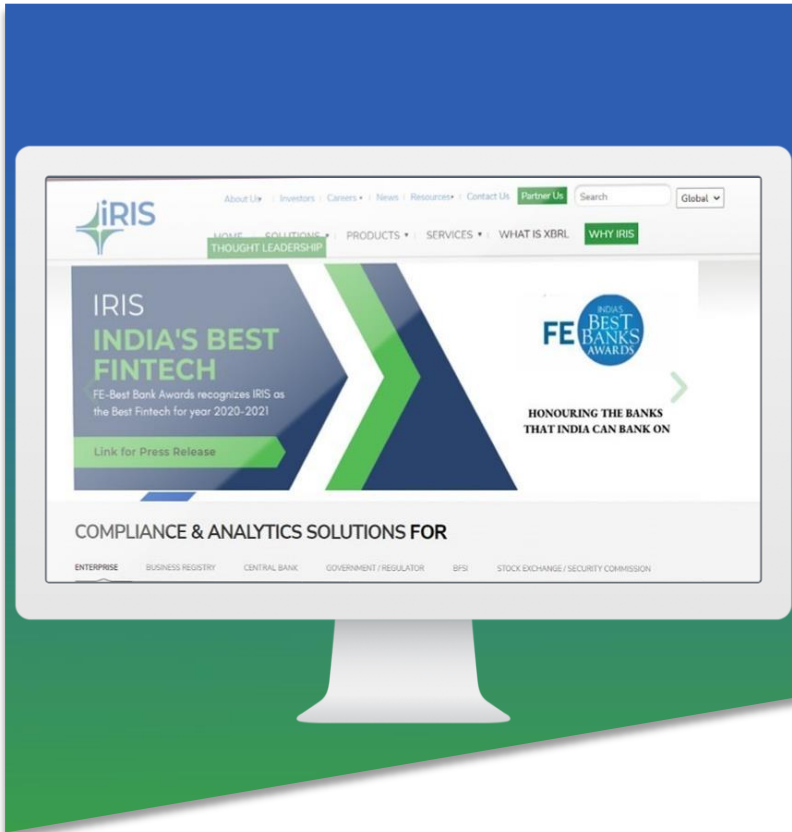 iRIS
About Us
Investors
Careers
News
Resources
Contact Us
Partner Us
Search
Global
HOME
SOLUTIONS
PRODUCTS
SERVICES
WHAT IS XBRL
WHY IRIS
THOUGHT LEADERSHIP
IRIS
INDIA'S BEST
FINTECH
FE-Best Bank Awards recognizes IRIS as
the Best Fintech for year 2020-2021
Link for Press Release
FE
INDIA'S
BEST
BANKS
AWARDS
HONOURING THE BANKS
THAT INDIA CAN BANK ON
COMPLIANCE & ANALYTICS SOLUTIONS FOR
ENTERPRISE
BUSINESS REGISTRY
CENTRAL BANK
GOVERNMENT / REGULATOR
BFSI
STOCK EXCHANGE / SECURITY COMMISSION